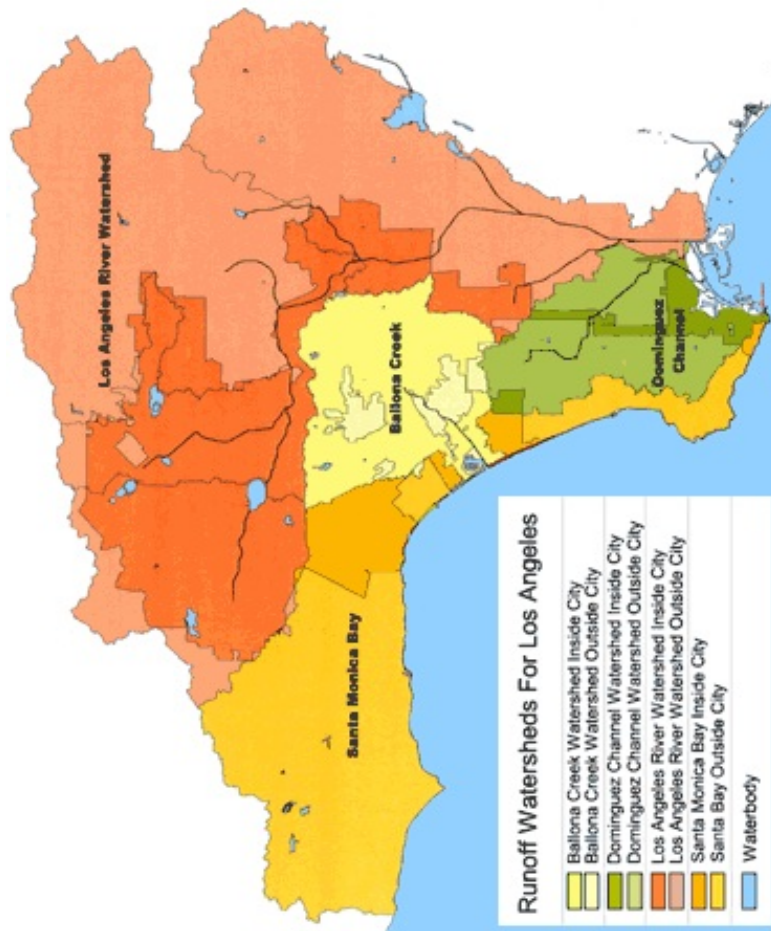 Los Angeles River Watershed
Ballona Creek
Dominguez
Channel
Santa Monica Bay
Runoff Watersheds For Los Angeles
Ballona Creek Watershed Inside City
Ballona Creek Watershed Outside City
Dominguez Channel Watershed Inside City
Dominguez Channel Watershed Outside City
Los Angeles River Watershed Inside City
Los Angeles River Watershed Outside City
Santa Monica Bay Inside City
Santa Bay Outside City
Waterbody